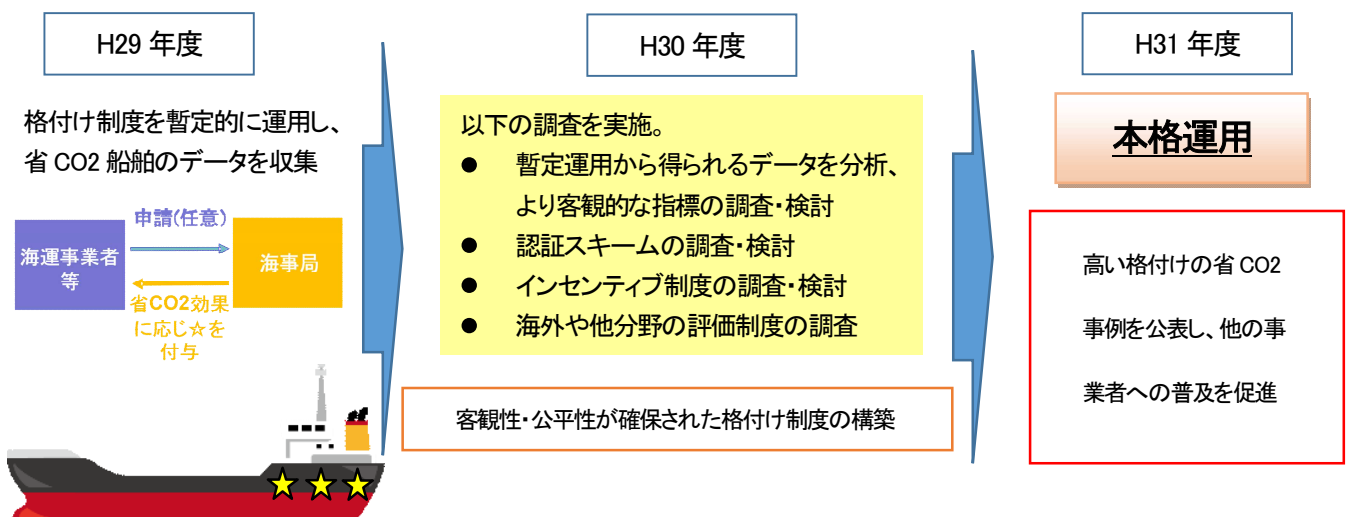 H29 年度
格付け制度を暫定的に運用し、
省 CO2 船舶のデータを収集
申請(任意)
海運事業者
等
海事局
省CO2効果
に応じ☆を
付与
H30 年度
以下の調査を実施。
● 暫定運用から得られるデータを分析、
より客観的な指標の調査・検討
● 認証スキームの調査・検討
● インセンティブ制度の調査・検討
● 海外や他分野の評価制度の調査
客観性・公平性が確保された格付け制度の構築
H31 年度
本格運用
高い格付けの省 CO2
事例を公表し、他の事
業者への普及を促進